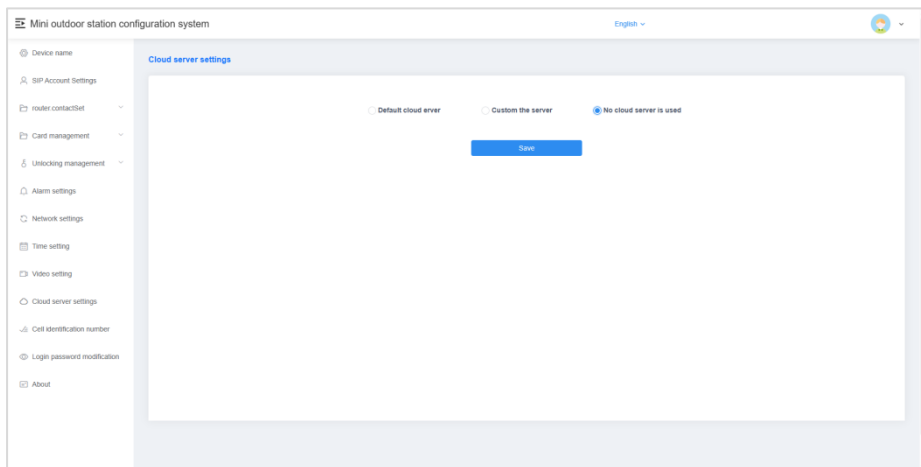 Mini outdoor station configuration system
English
Device name
Cloud server settings
SIP Account Settings
router.contactSet
Default cloud erver
Custom the server
No cloud server is used
Card management
Save
Unlocking management
Alarm settings
Network settings
Time setting
Video setting
Cloud server settings
Cell identification number
Login password modification
About